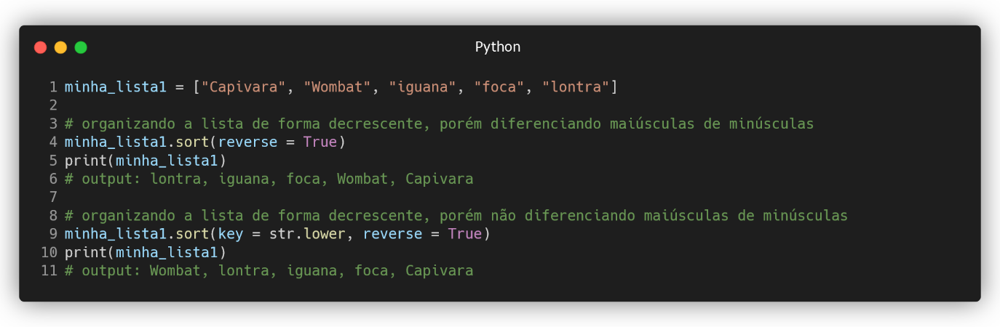 Python
1 minha_lista1 = ["Capivara", "Wombat", "iguana", "foca", "lontra"]
2
3 # organizando a lista de forma decrescente, porém diferenciando maiúsculas de minúsculas
4 minha_lista1.sort(reverse = True)
5 print(minha_lista1)
6 # output: lontra, iguana, foca, Wombat, Capivara
7
8 # organizando a lista de forma decrescente, porém não diferenciando maiúsculas de minúsculas
9 minha_lista1.sort(key = str.lower, reverse = True)
10 print(minha_lista1)
11 # output: Wombat, lontra, iguana, foca, Capivara